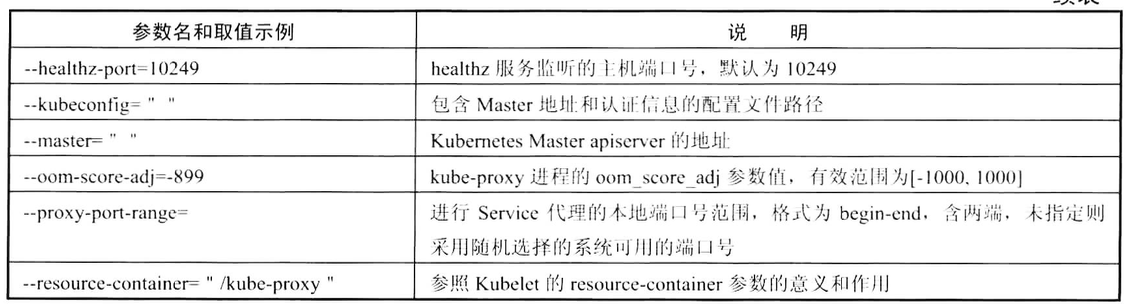 参数名和取值示例 说 明
--healthz-port=10249 healthz 服务监听的主机端口号，默认为 10249
--kubeconfig= " " 包含 Master 地址和认证信息的配置文件路径
--master= " " Kubernetes Master apiserver 的地址
--oom-score-adj=-899 kube-proxy 进程的 oom_score_adj 参数值，有效范围为[-1000, 1000]
--proxy-port-range= 进行 Service 代理的本地端口号范围，格式为 begin-end，含两端，未指定则
采用随机选择的系统可用的端口号
--resource-container= " /kube-proxy " 参照 Kubelet 的 resource-container 参数的意义和作用